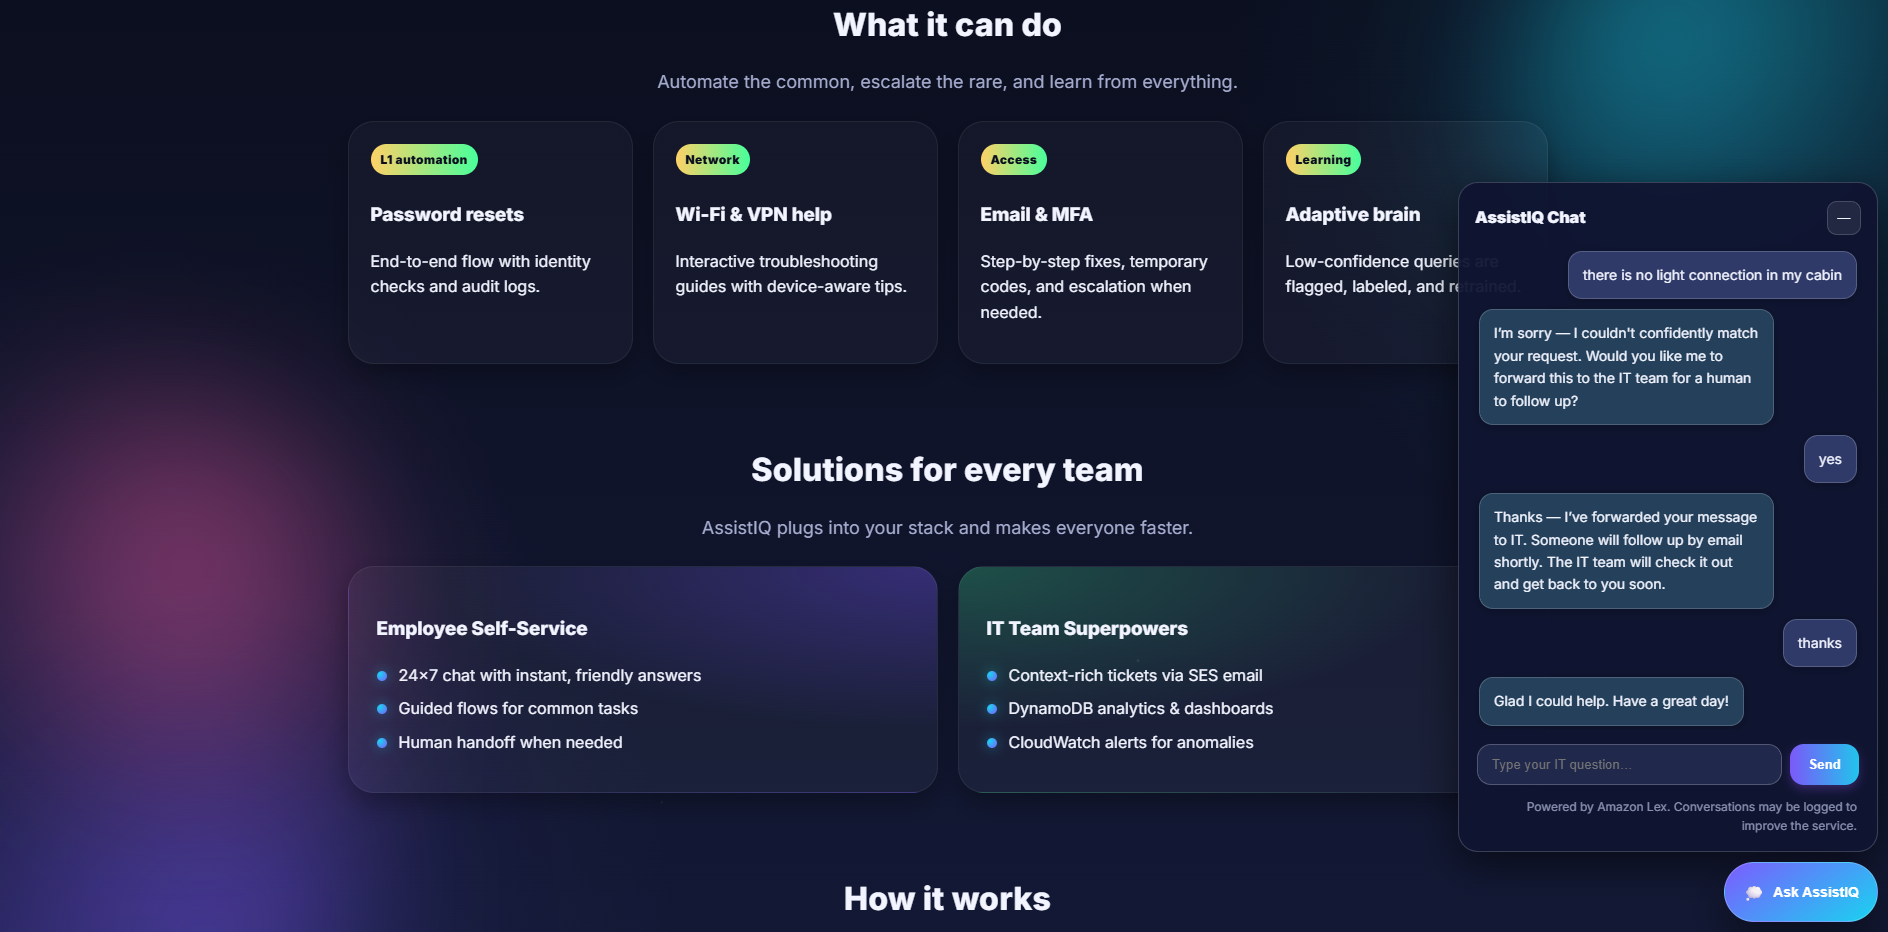 What it can do
Automate the common, escalate the rare, and learn from everything.
L1 automation
Password resets
End-to-end flow with identity
checks and audit logs.
Network
Wi-Fi & VPN help
Interactive troubleshooting
guides with device-aware tips.
Access
Email & MFA
Step-by-step fixes, temporary
codes, and escalation when
needed.
Learning
Adaptive brain
Low-confidence queries are
flagged, labeled, and retrained.
Solutions for every team
AssistIQ plugs into your stack and makes everyone faster.
Employee Self-Service
24×7 chat with instant, friendly answers
Guided flows for common tasks
Human handoff when needed
IT Team Superpowers
Context-rich tickets via SES email
DynamoDB analytics & dashboards
CloudWatch alerts for anomalies
How it works
AssistIQ Chat
—
there is no light connection in my cabin
I’m sorry — I couldn't confidently match
your request. Would you like me to
forward this to the IT team for a human
to follow up?
yes
Thanks — I’ve forwarded your message
to IT. Someone will follow up by email
shortly. The IT team will check it out
and get back to you soon.
thanks
Glad I could help. Have a great day!
Type your IT question...
Send
Powered by Amazon Lex. Conversations may be logged to
improve the service.
Ask AssistIQ